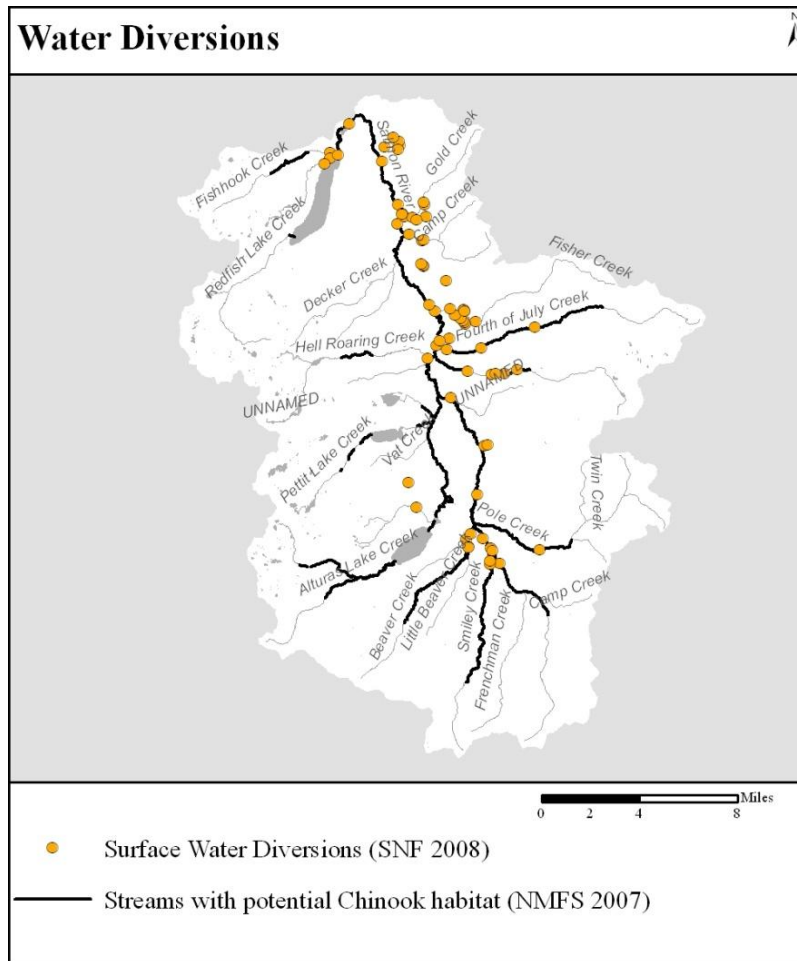 Water Diversions
N
Gold Creek
Salmon River
Fishhook Creek
Camp Creek
Redfish Lake Creek
Fisher Creek
Decker Creek
Fourth of July Creek
Hell Roaring Creek
UNNAMED
UNNAMED
Vat Creek
Pettit Lake Creek
Twin Creek
Pole Creek
Alturas Lake Creek
Beaver Creek
Little Beaver Creek
Smiley Creek
Frenchman Creek
Camp Creek
Miles
0 2 4 8
Surface Water Diversions (SNF 2008)
Streams with potential Chinook habitat (NMFS 2007)